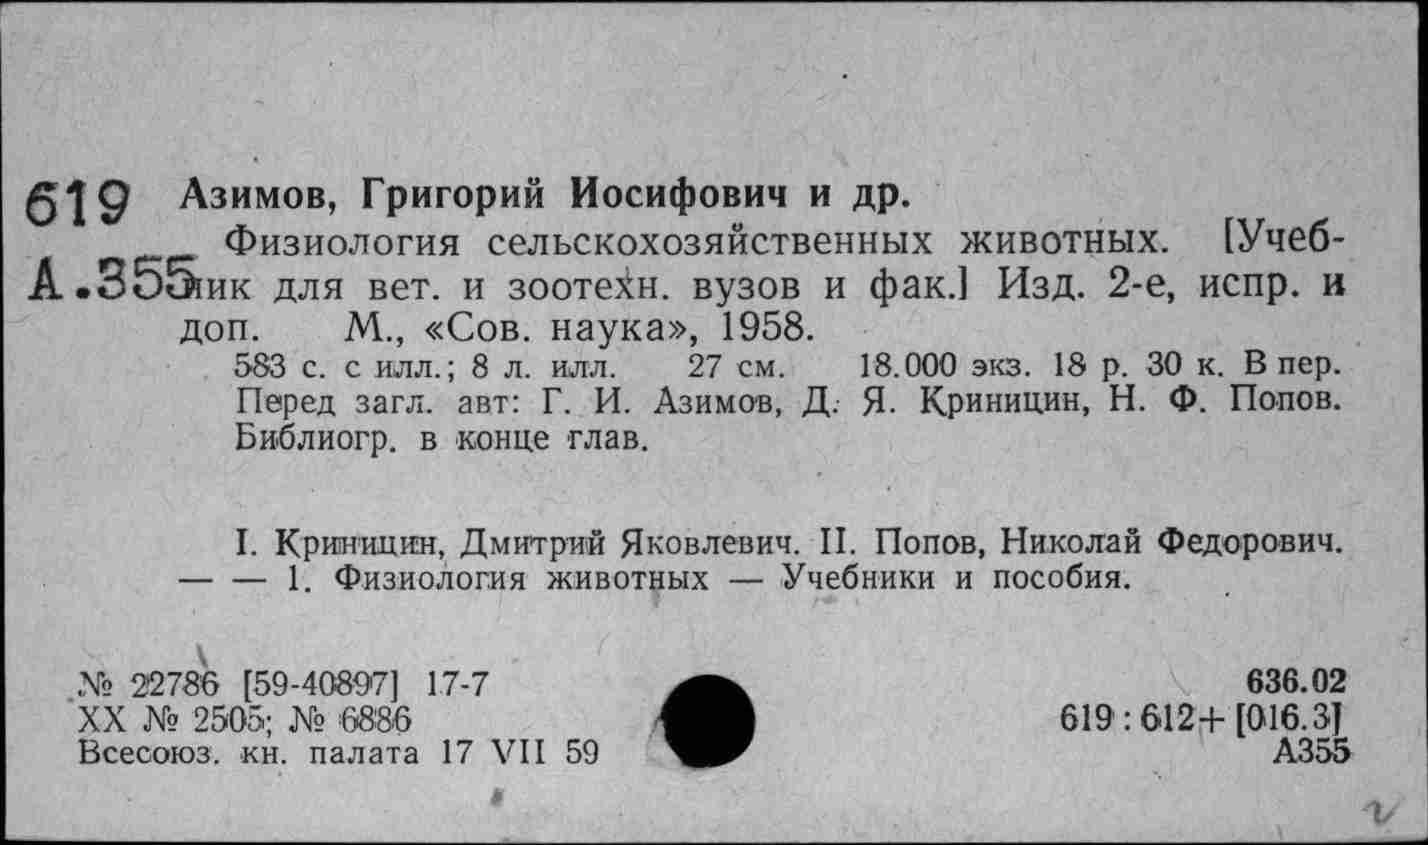 619 Азимов, Григорий Иосифович и др.
Физиология сельскохозяйственных животных. [Учеб-
А.355 ник для вет. и зоотехн. вузов и фак.] Изд. 2-е, испр. и
доп. М., «Сов. наука», 1958.
583 с. с илл.; 8 л. илл. 27 см. 18.000 экз. 18 р. 30 к. В пер.
Перед загл. авт: Г. И. Азимов, Д. Я. Криницин, Н. Ф. Попов.
Библиогр. в конце глав.
I. Криницин, Дмитрий Яковлевич. II. Попов, Николай Федорович.
— — 1. Физиология животных — Учебники и пособия.
№ 22786 [59-40897] 17-7 636.02
XX № 2505; № 6886 619 : 612+ [016.3]
Всесоюз. кн. палата 17 VII 59 А355